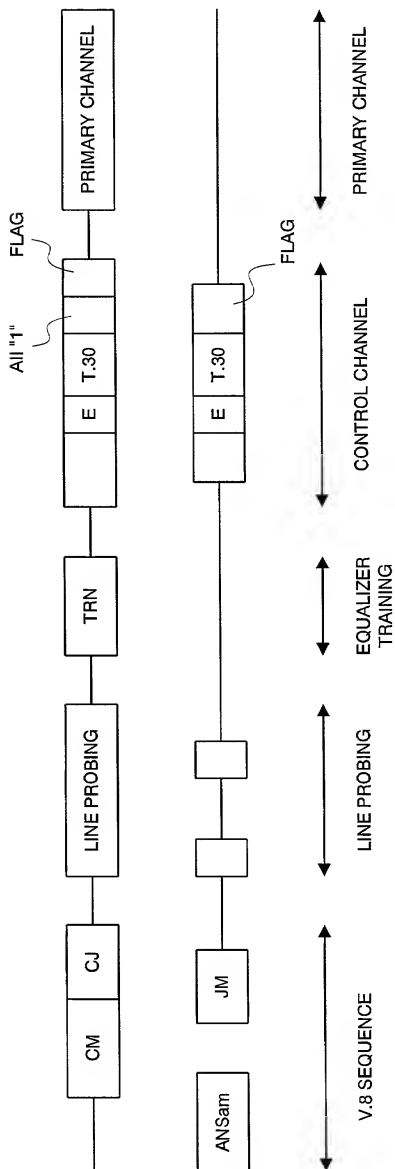 CM
CJ
LINE PROBING
TRN
E
T.30
All "1"
FLAG
PRIMARY CHANNEL
ANSam
JM
E
T.30
FLAG
V.8 SEQUENCE
LINE PROBING
EQUALIZER
TRAINING
CONTROL CHANNEL
PRIMARY CHANNEL